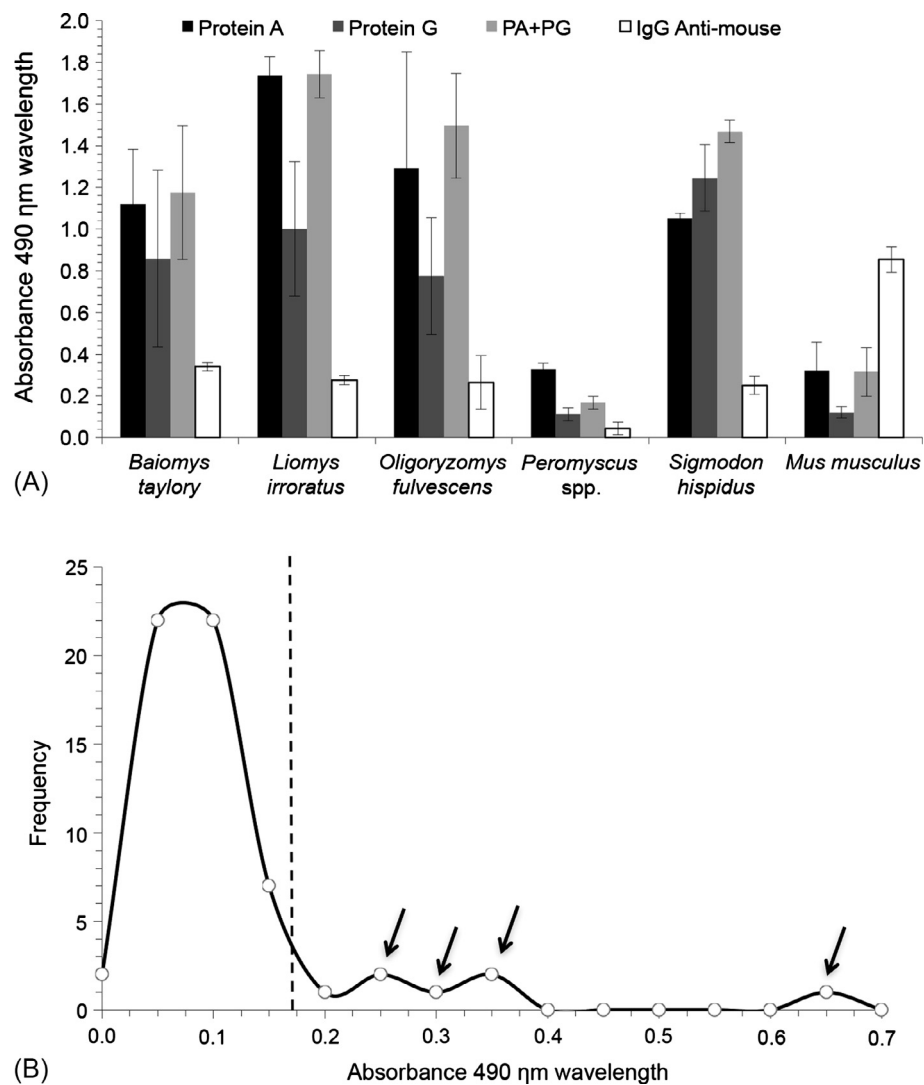 Protein A Protein G PA+PG IgG Anti-mouse
Absorbance 490 ηm wavelength
2.0
1.8
1.6
1.4
1.2
1.0
0.8
0.6
0.4
0.2
0.0
Baiomys taylory
Liomys irroratus
Oligoryzomys fulvescens
Peromyscus spp.
Sigmodon hispidus
Mus musculus
(A)
Frequency
25
20
15
10
5
0
0.0 0.1 0.2 0.3 0.4 0.5 0.6 0.7
Absorbance 490 ηm wavelength
(B)